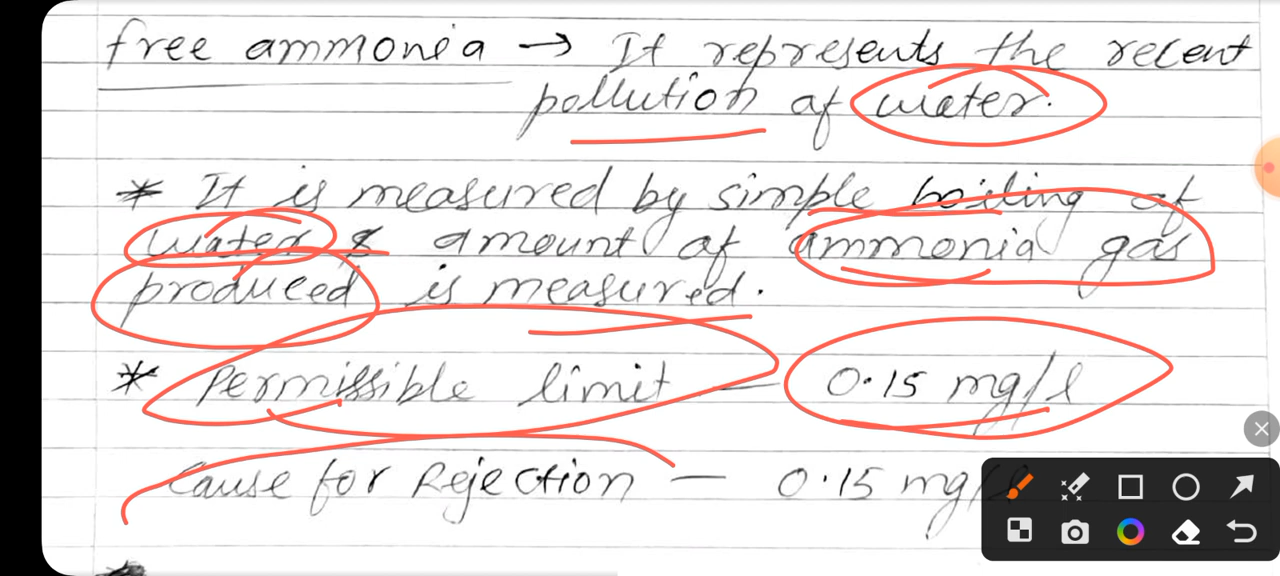 free ammonia → It represents the recent
pollution of water.
* It is measured by simple boiling of
water & amount of ammonia gas
produced is measured.
* Permissible limit — 0.15 mg/l
Cause for Rejection — 0.15 mg/l